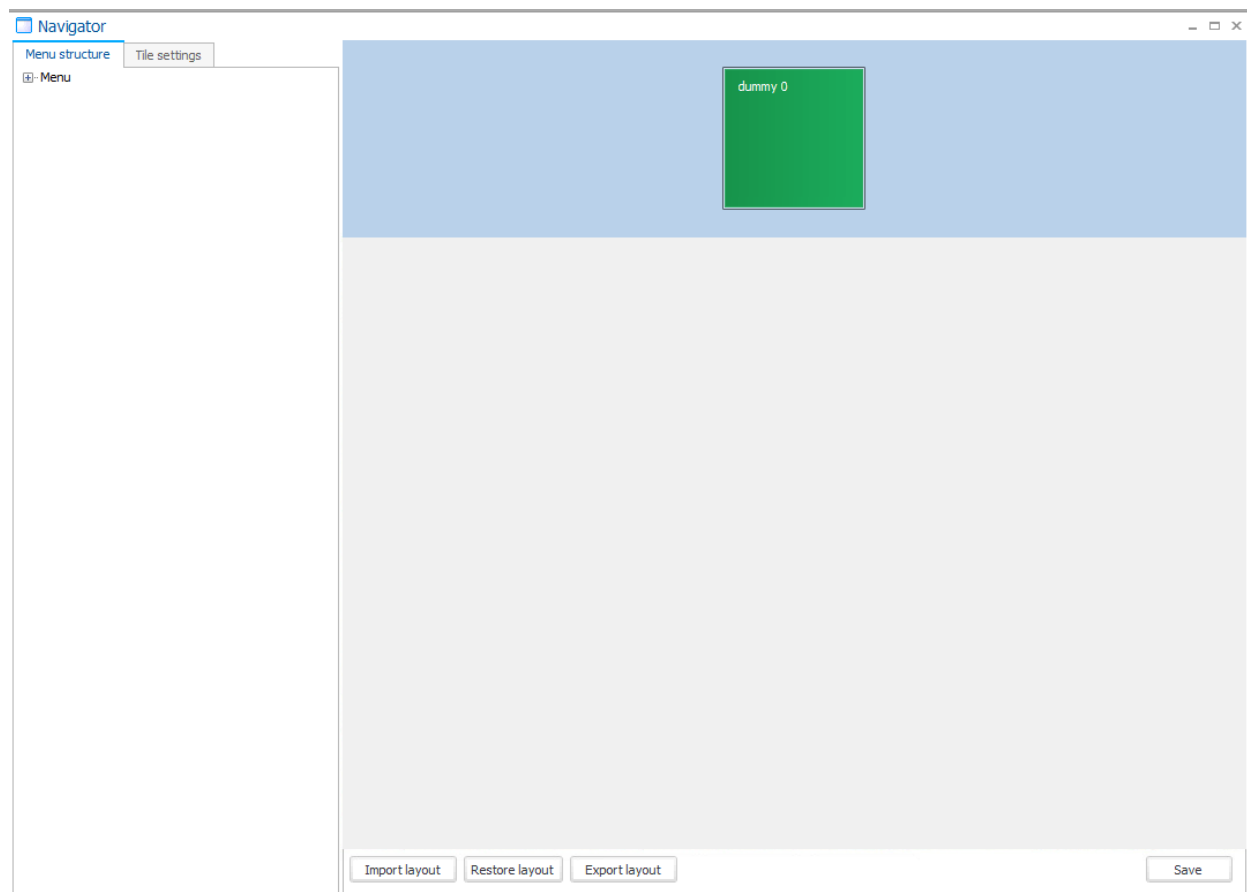 Navigator
Menu structure Tile settings
Menu
dummy 0
Import layout Restore layout Export layout Save